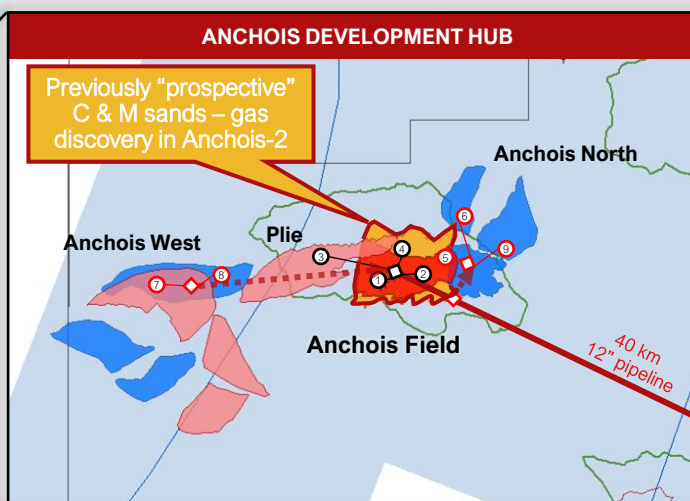 ANCHOIS DEVELOPMENT HUB
Previously “prospective”
C & M sands – gas
discovery in Anchois-2
Anchois North
Anchois West
Plie
6
4
9
3
5
8
7
1
2
Anchois Field
40 km
12" pipeline